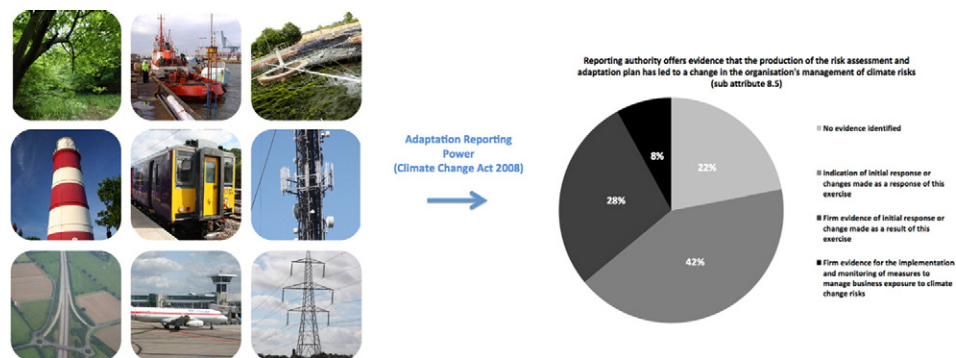 Adaptation Reporting
Power
(Climate Change Act 2008)
Reporting authority offers evidence that the production of the risk assessment and
adaptation plan has led to a change in the organisation's management of climate risks
(sub attribute 8.5)
8%
22%
28%
42%
No evidence identified
Indication of initial response or
changes made as a response of this
exercise
Firm evidence of initial response or
change made as a result of this
exercise
Firm evidence for the implementation
and monitoring of measures to
manage business exposure to climate
change risks